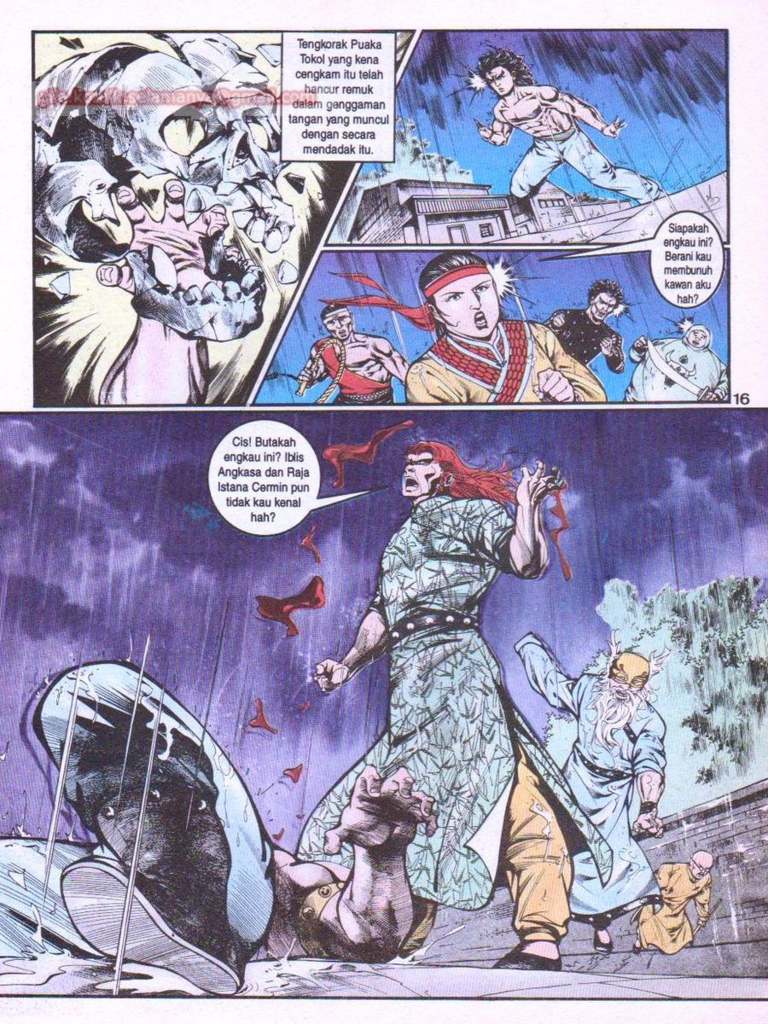 Tengkorak Puaka
Tokol yang kena
cengkam itu telah
hancur remuk
dalam genggaman
tangan yang muncul
dengan secara
mendadak itu.
Siapakah
engkau ini?
Berani kau
membunuh
kawan aku
hah?
16
Cis! Butakah
engkau ini? Iblis
Angkasa dan Raja
Istana Cermin pun
tidak kau kenal
hah?